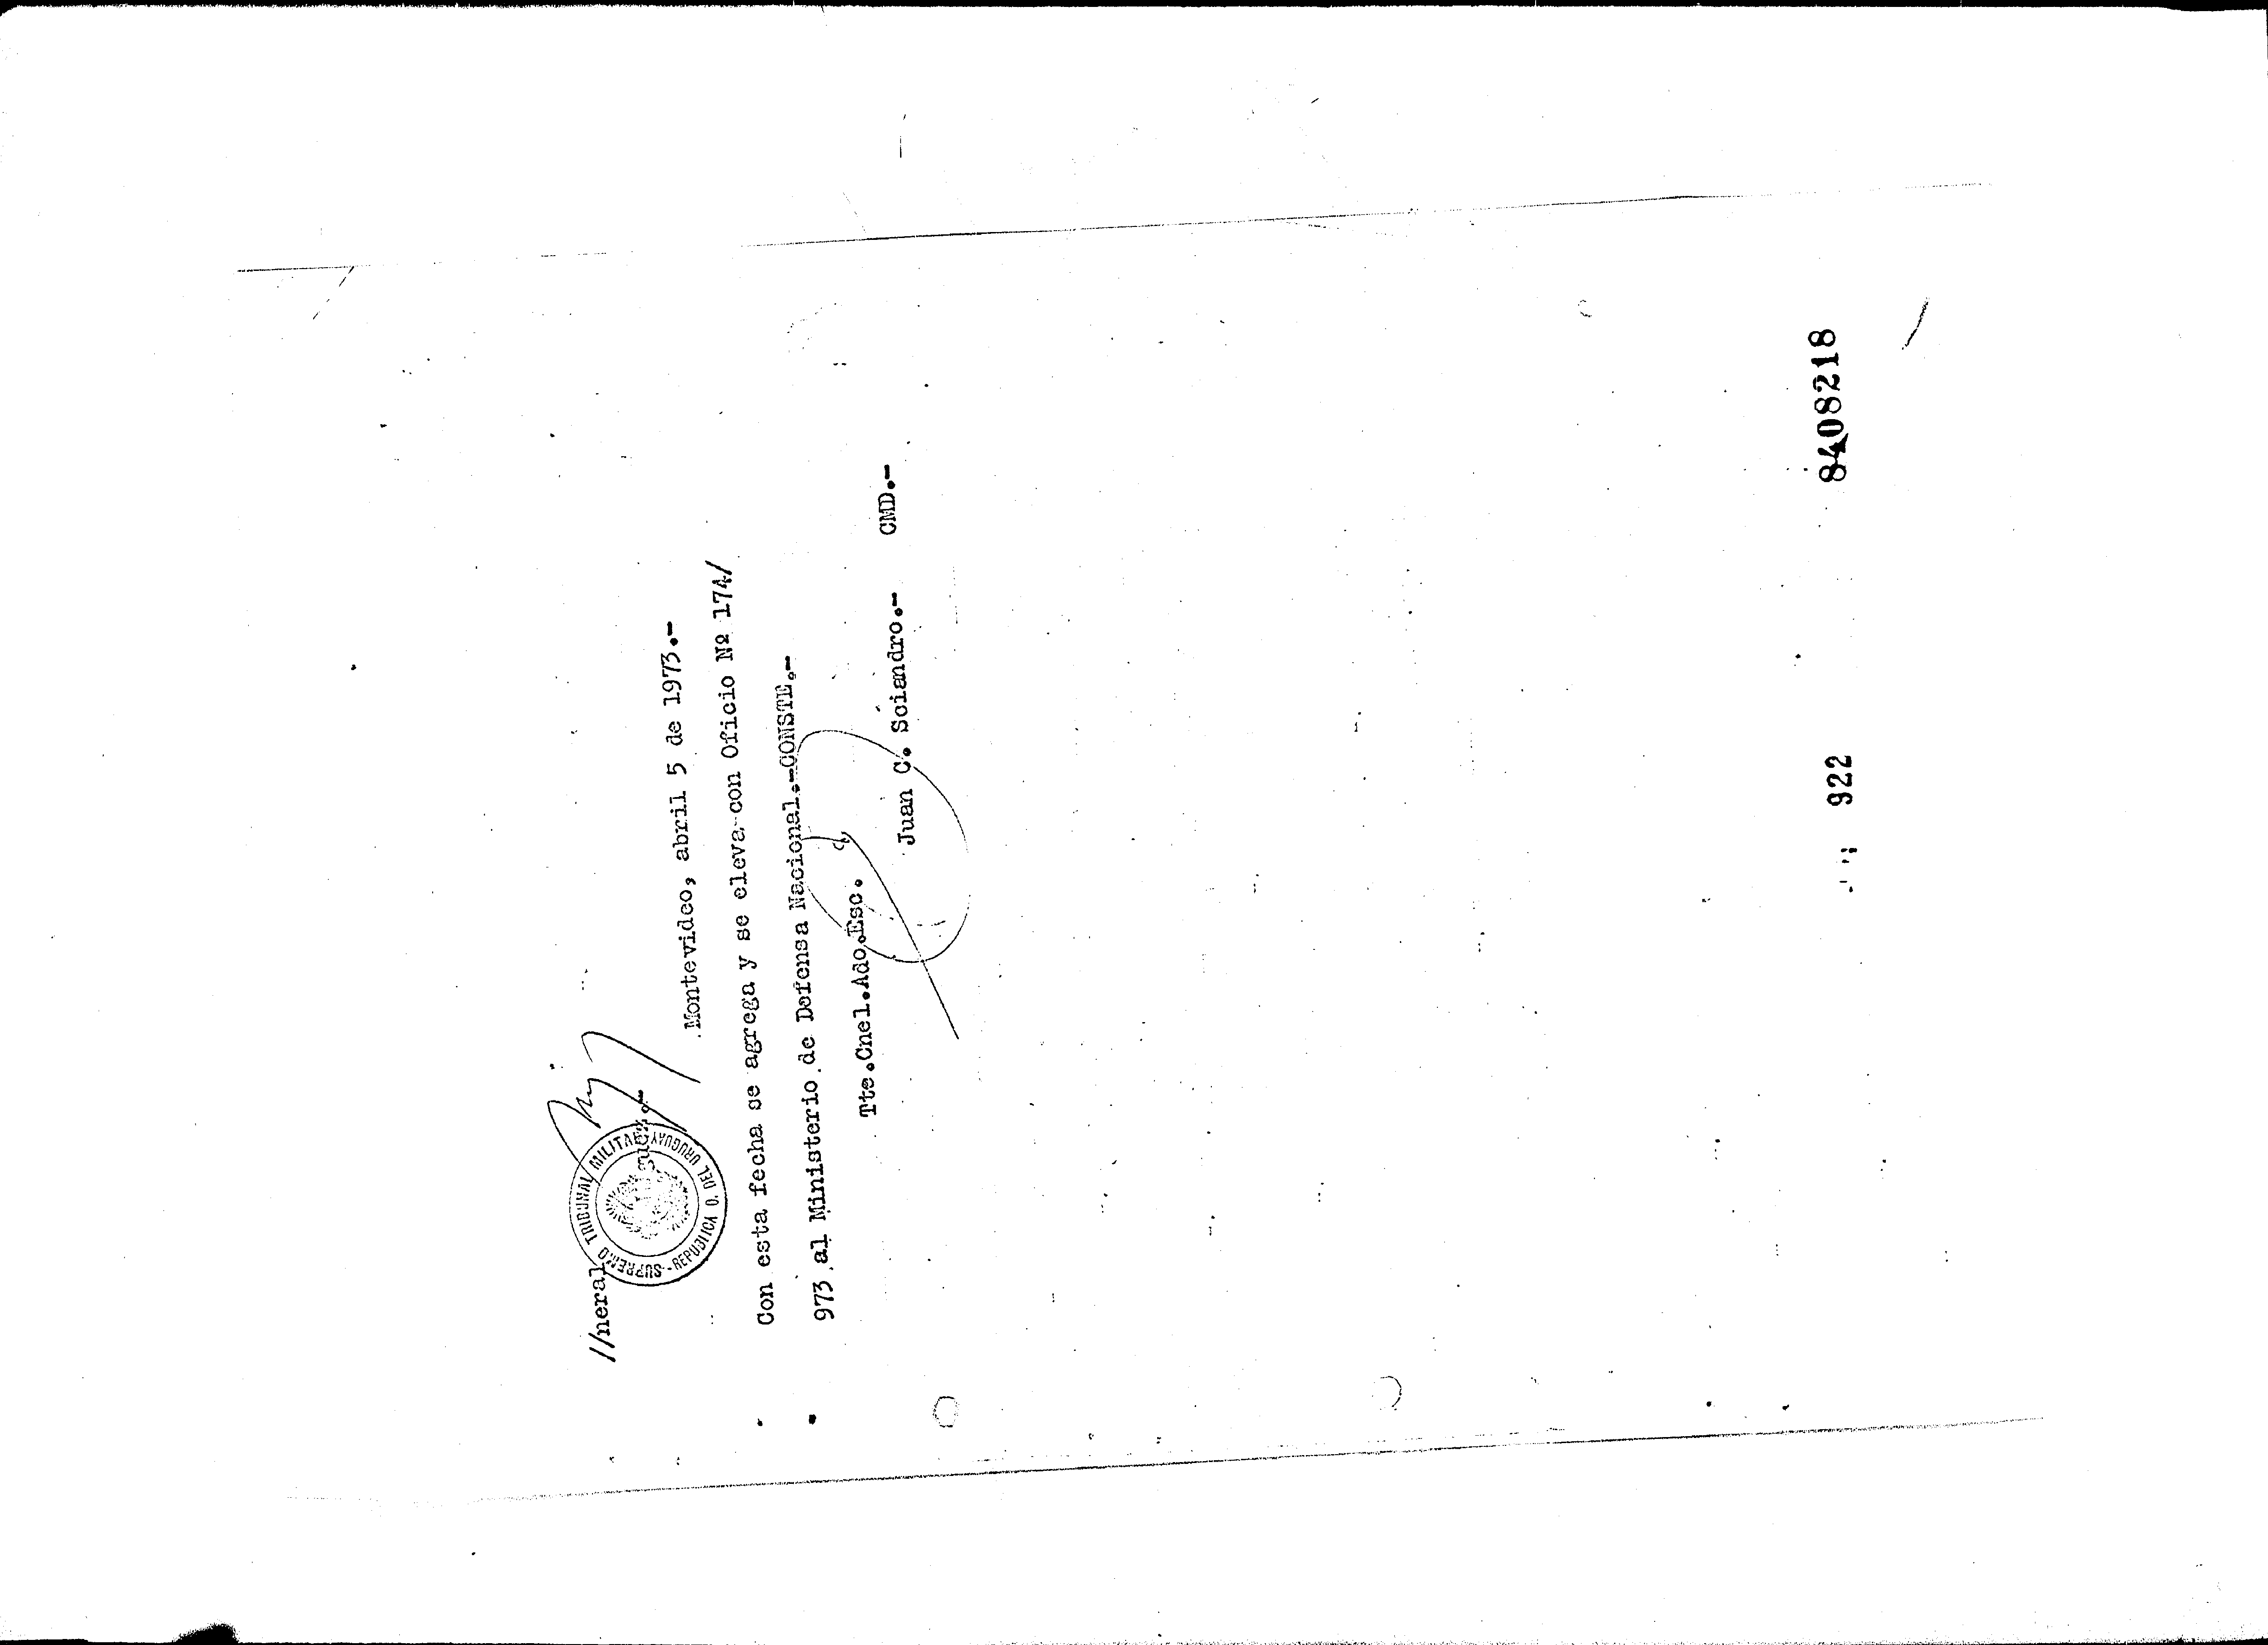 //neral
SUPREMO TRIBUNAL MILITAR
- REPUBLICA O. DEL URUGUAY
Montevideo, abril 5 de 1973.-
Con esta fecha se agrega y se eleva con Oficio Nº 174/
973 al Ministerio de Defensa Nacional.-CONSTE.-
Tte.Cnel.Ado.Esc.
Juan C. Sciandro.- CMD.-
922 8408218